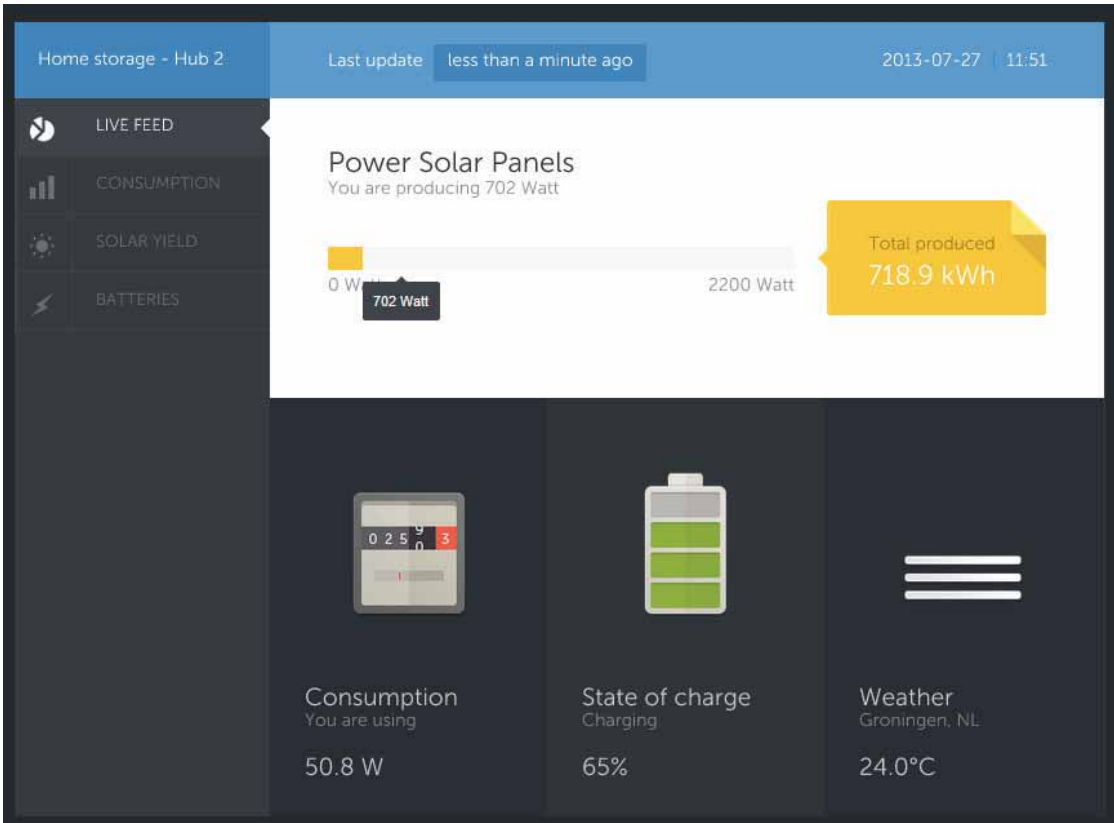 Home storage - Hub 2
Last update less than a minute ago
2013-07-27 11:51
LIVE FEED
CONSUMPTION
SOLAR YIELD
BATTERIES
Power Solar Panels
You are producing 702 Watt
0 W
702 Watt
2200 Watt
Total produced
718.9 kWh
0 2 5 9 3
0
Consumption
You are using
50.8 W
State of charge
Charging
65%
Weather
Groningen, NL
24.0°C